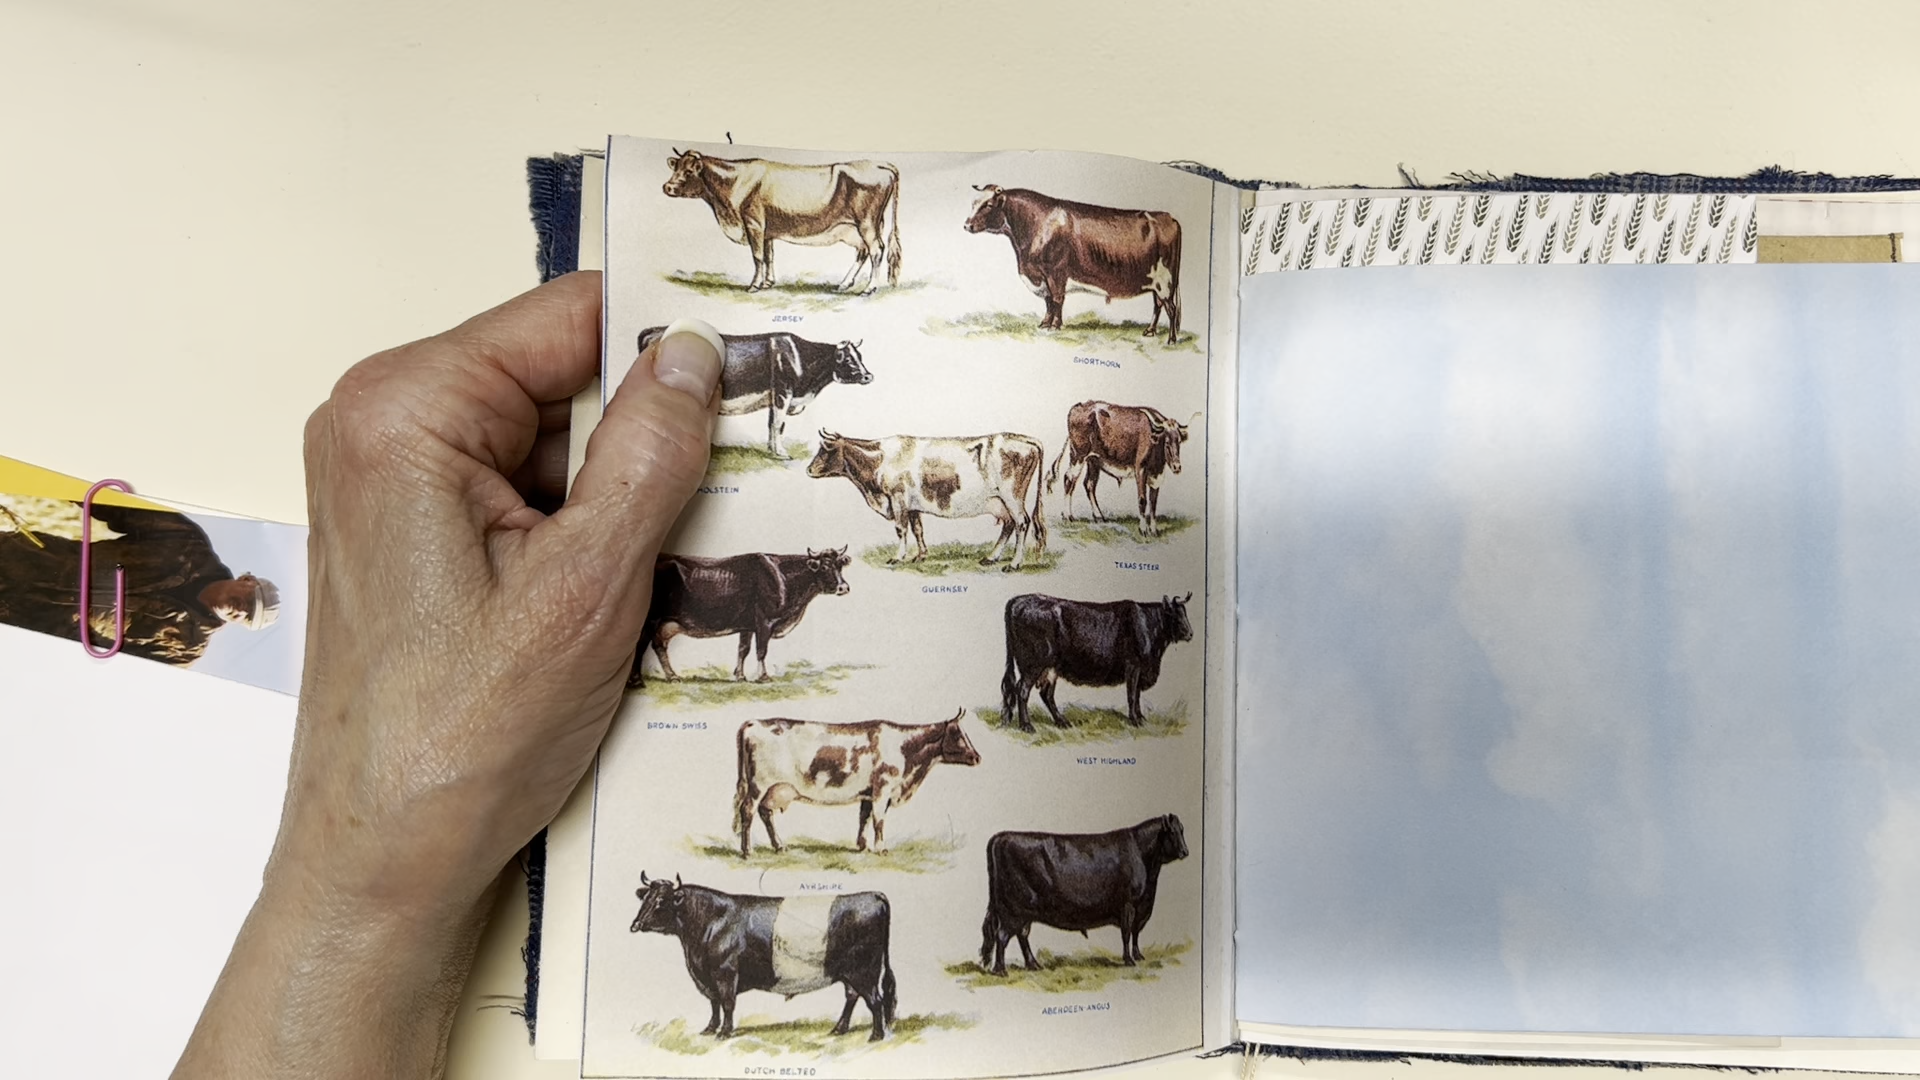 JERSEY
SHORTHORN
HOLSTEIN
TEXAS STEER
GUERNSEY
BROWN SWISS
WEST HIGHLAND
AYRSHIRE
ABERDEEN-ANGUS
DUTCH BELTED